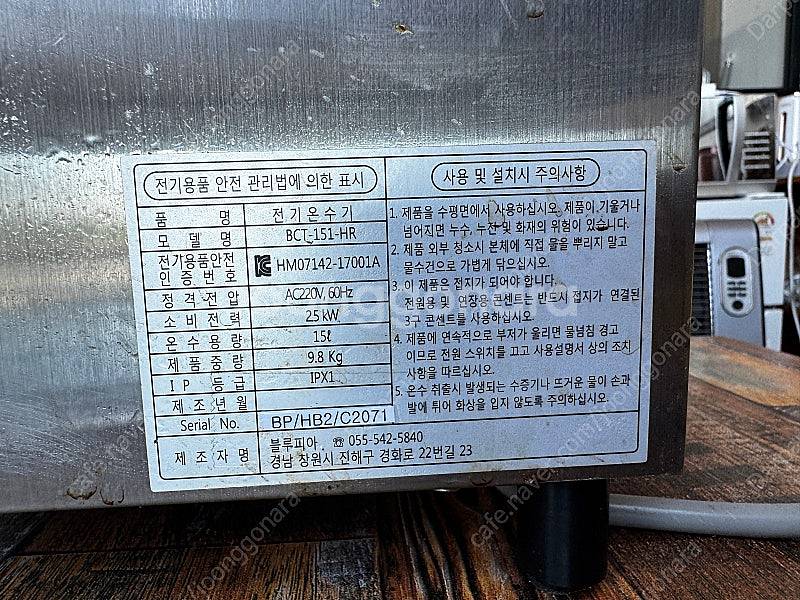 전기용품 안전 관리법에 의한 표시
품 명 전기온수기
모 델 명 BCT-151-HR
전기용품안전
인 증 번 호 HM07142-17001A
정 격 전 압 AC220V, 60Hz
소 비 전 력 2.5 kW
온 수 용 량 15ℓ
제 품 중 량 9.8 Kg
I P 등 급 IPX1
제 조 년 월
Serial No. BP/HB2/C2071
제 조 자 명 블루피아, ☏ 055-542-5840
경남 창원시 진해구 경화로 22번길 23
사용 및 설치시 주의사항
1. 제품을 수평면에서 사용하십시오. 제품이 기울거나
넘어지면 누수, 누전 및 화재의 위험이 있습니다.
2. 제품 외부 청소시 본체에 직접 물을 뿌리지 말고
물수건으로 가볍게 닦으십시오.
3. 이 제품은 접지가 되어야 합니다.
전원용 및 연장용 콘센트는 반드시 접지가 연결된
3구 콘센트를 사용하십시오.
4. 제품에 연속적으로 부저가 울리면 물넘침 경고
이므로 전원 스위치를 끄고 사용설명서 상의 조치
사항을 따르십시오.
5. 온수 취출시 발생되는 수증기나 뜨거운 물이 손과
발에 튀어 화상을 입지 않도록 주의하십시오.
joonggonara
cafe.naver.com/joonggonara